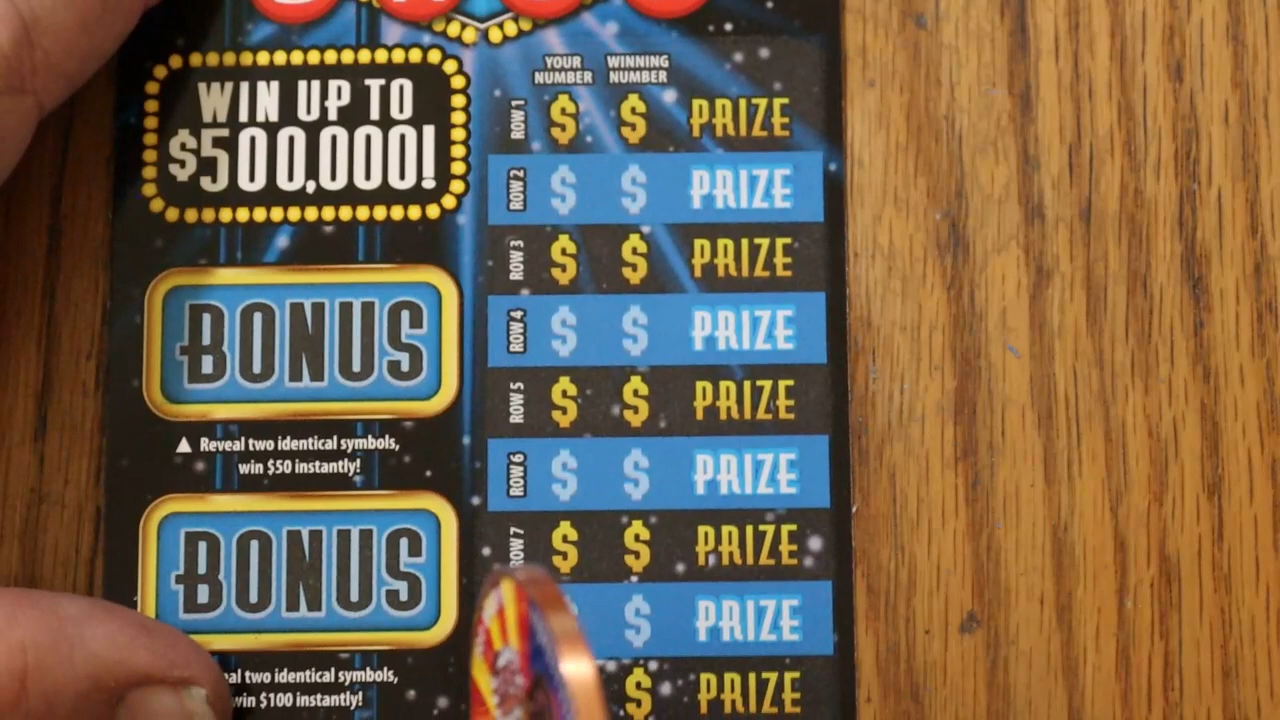 WIN UP TO
$500,000!
BONUS
▲ Reveal two identical symbols,
win $50 instantly!
BONUS
two identical symbols,
win $100 instantly!
YOUR NUMBER WINNING NUMBER
ROW 1 $ $ PRIZE
ROW 2 $ $ PRIZE
ROW 3 $ $ PRIZE
ROW 4 $ $ PRIZE
ROW 5 $ $ PRIZE
ROW 6 $ $ PRIZE
ROW 7 $ $ PRIZE
$ PRIZE
$ PRIZE